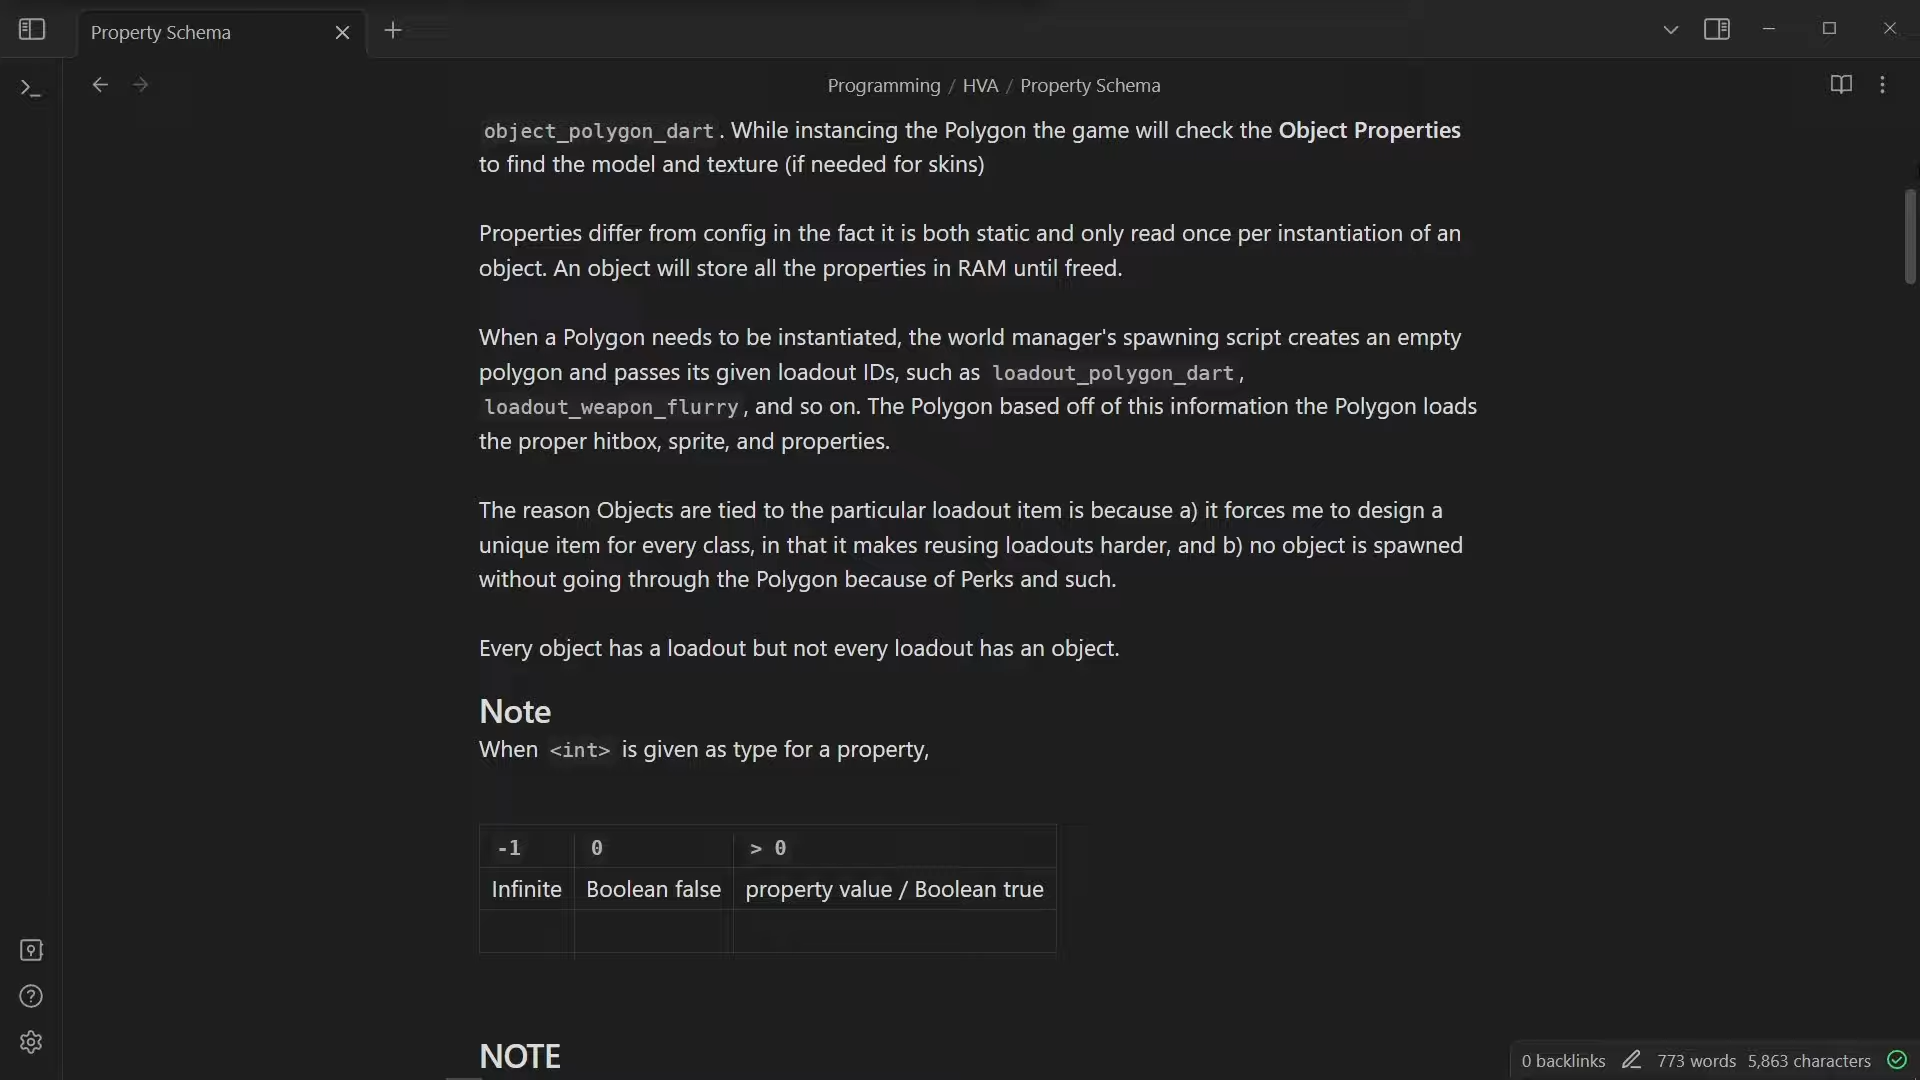 Property Schema
Programming / HVA / Property Schema
object_polygon_dart. While instancing the Polygon the game will check the Object Properties
to find the model and texture (if needed for skins)
Properties differ from config in the fact it is both static and only read once per instantiation of an
object. An object will store all the properties in RAM until freed.
When a Polygon needs to be instantiated, the world manager's spawning script creates an empty
polygon and passes its given loadout IDs, such as loadout_polygon_dart,
loadout_weapon_flurry, and so on. The Polygon based off of this information the Polygon loads
the proper hitbox, sprite, and properties.
The reason Objects are tied to the particular loadout item is because a) it forces me to design a
unique item for every class, in that it makes reusing loadouts harder, and b) no object is spawned
without going through the Polygon because of Perks and such.
Every object has a loadout but not every loadout has an object.
Note
When <int> is given as type for a property,
-1 0 > 0
Infinite Boolean false property value / Boolean true
NOTE
0 backlinks 773 words 5,863 characters